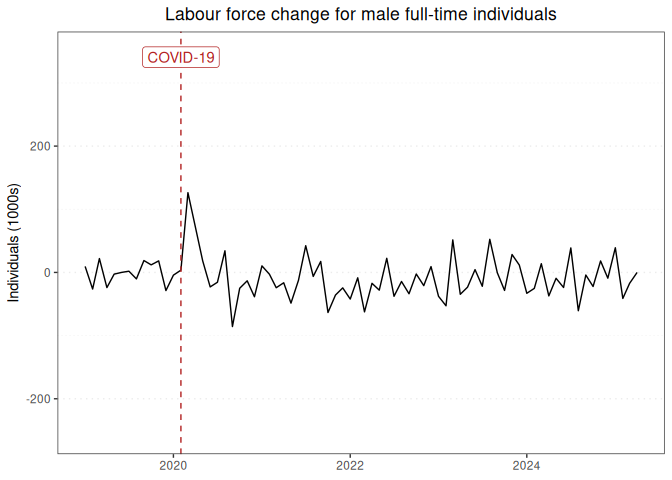 Labour force change for male full-time individuals
COVID-19
Individuals (1000s)
200
0
-200
2020
2022
2024